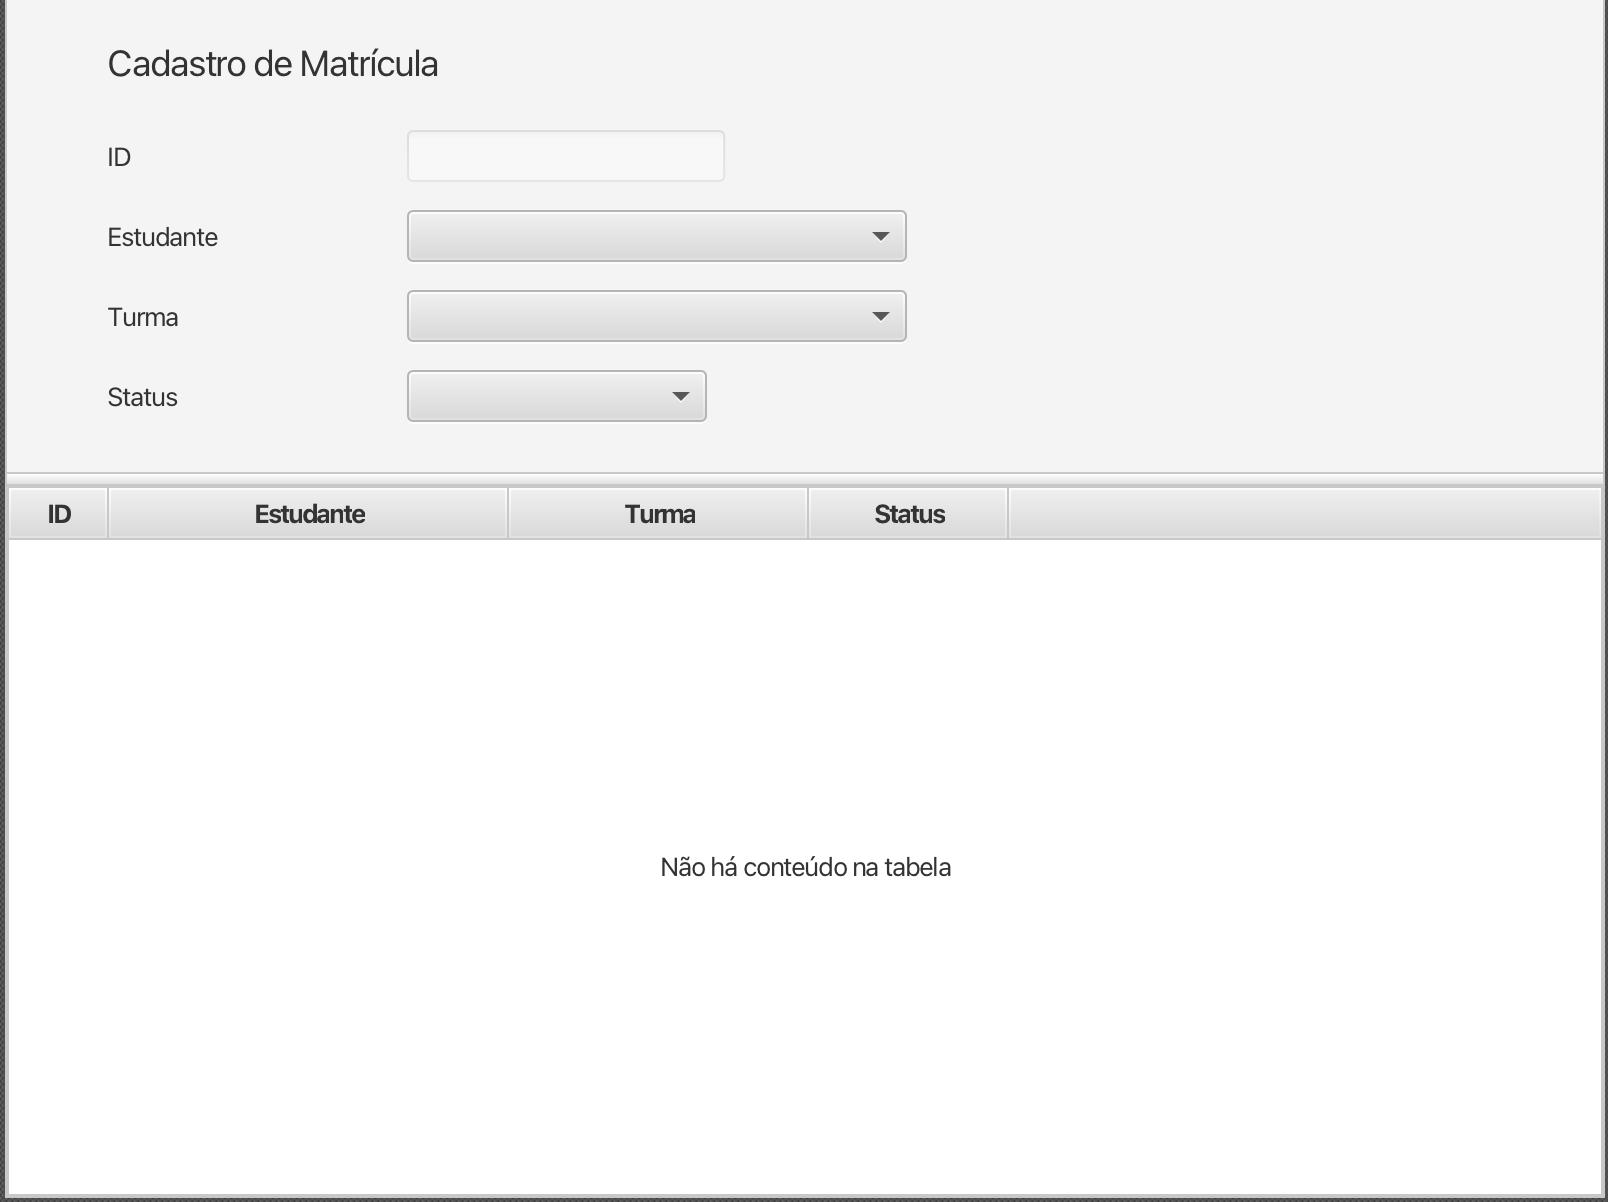 Cadastro de Matrícula
ID
Estudante
Turma
Status
ID Estudante Turma Status
Não há conteúdo na tabela